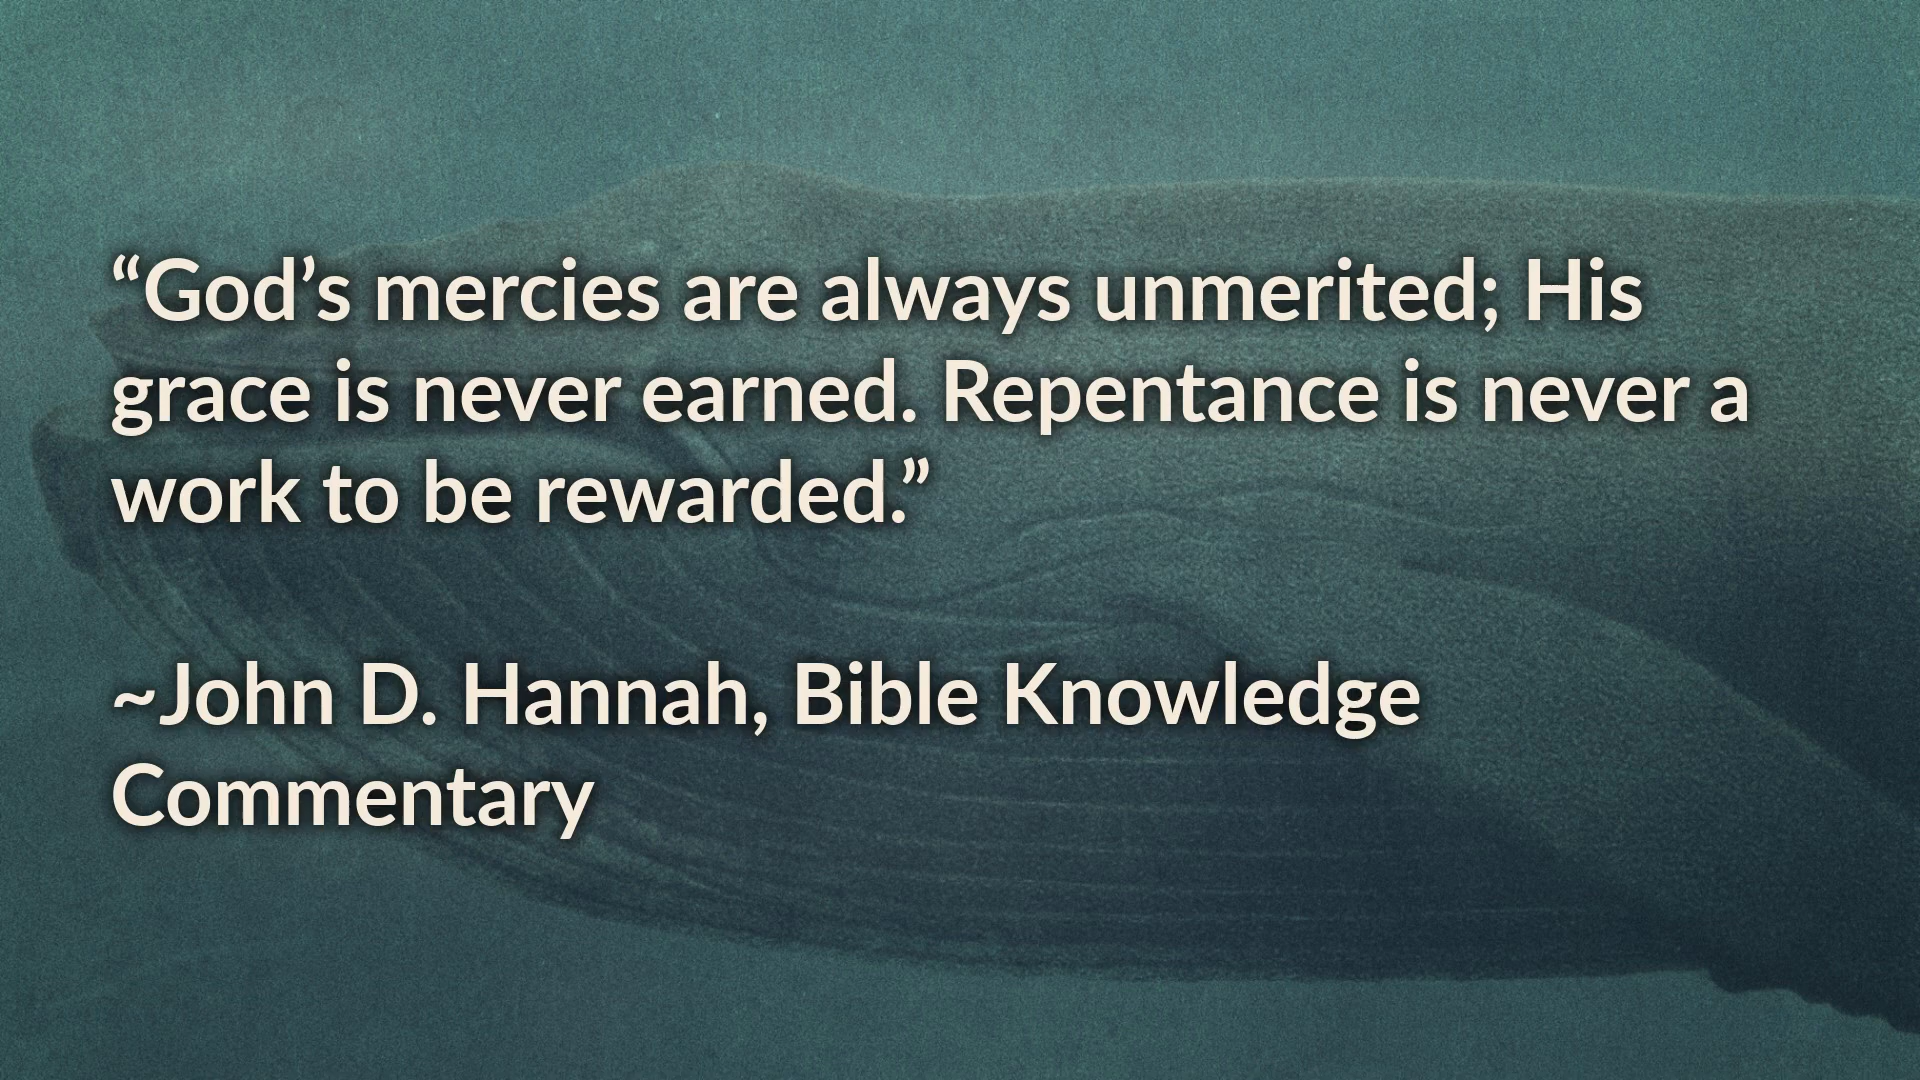 “God’s mercies are always unmerited; His
grace is never earned. Repentance is never a
work to be rewarded.”
~John D. Hannah, Bible Knowledge
Commentary